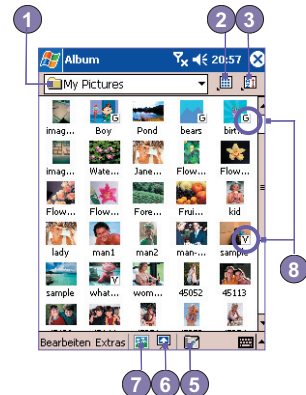 1
2
3
Album 20:57
My Pictures
G G
imag... Boy Pond bears birt...
imag... Wate... Jane... Flow... Flow...
Flow... Flow... Fore... Frui... kid
V
lady man1 man2 man-... sample
V
sample what... wom... 45052 45113
8
Bearbeiten Extras
7
6
5